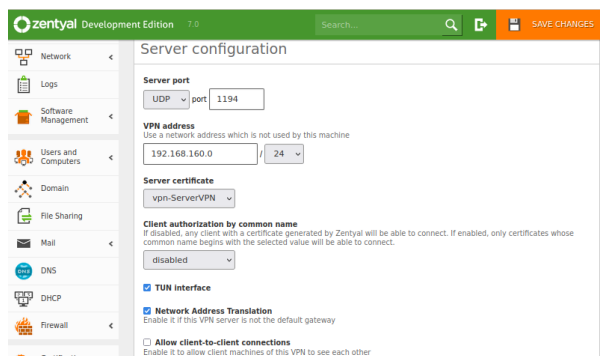 zentyal Development Edition 7.0 Search... SAVE CHANGES
Network
Server configuration
Logs
Server port
UDP port 1194
Software
Management
VPN address
Use a network address which is not used by this machine
192.168.160.0 / 24
Users and
Computers
Server certificate
vpn-ServerVPN
Domain
File Sharing
Client authorization by common name
If disabled, any client with a certificate generated by Zentyal will be able to connect. If enabled, only certificates whose
common name begins with the selected value will be able to connect.
Mail
disabled
DNS
DNS
TUN interface
DHCP
Network Address Translation
Enable it if this VPN server is not the default gateway
Firewall
Allow client-to-client connections
Enable it to allow client machines of this VPN to see each other